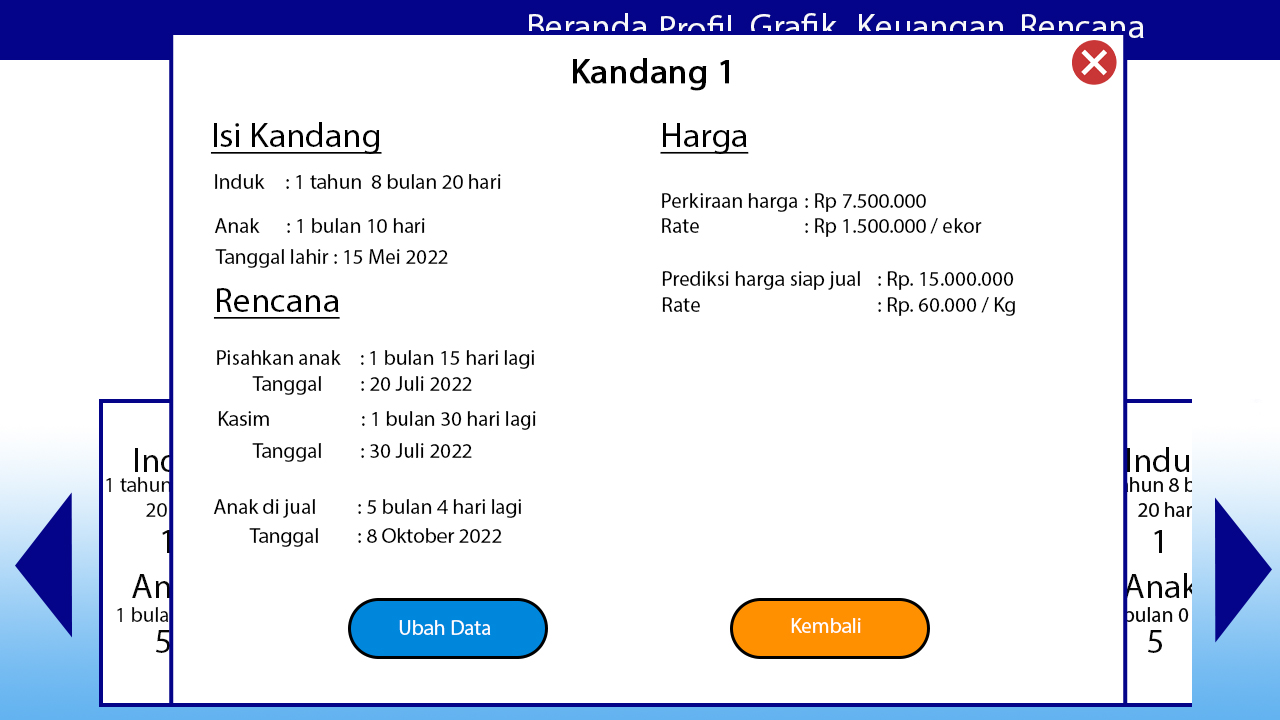 Beranda Profil Grafik Keuangan Rencana
Kandang 1
Isi Kandang
Induk : 1 tahun 8 bulan 20 hari
Anak : 1 bulan 10 hari
Tanggal lahir : 15 Mei 2022
Rencana
Pisahkan anak : 1 bulan 15 hari lagi
Tanggal : 20 Juli 2022
Kasim : 1 bulan 30 hari lagi
Tanggal : 30 Juli 2022
Anak di jual : 5 bulan 4 hari lagi
Tanggal : 8 Oktober 2022
Harga
Perkiraan harga : Rp 7.500.000
Rate : Rp 1.500.000 / ekor
Prediksi harga siap jual : Rp. 15.000.000
Rate : Rp. 60.000 / Kg
Ubah Data
Kembali
1 tahun
20
1
1 bula
5
Indu
hun 8 b
20 har
1
Anak
bulan 0
5